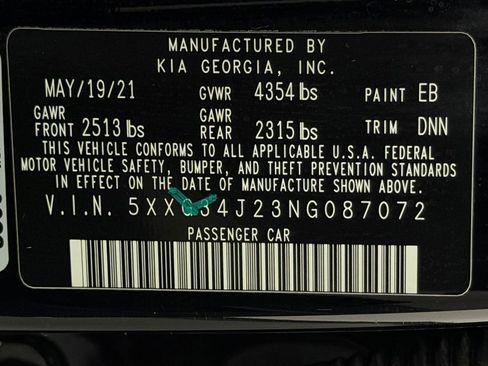 MANUFACTURED BY
KIA GEORGIA, INC.
MAY/19/21 GVWR 4354 lbs PAINT EB
GAWR GAWR
FRONT 2513 lbs REAR 2315 lbs TRIM DNN
THIS VEHICLE CONFORMS TO ALL APPLICABLE U.S.A. FEDERAL
MOTOR VEHICLE SAFETY, BUMPER, AND THEFT PREVENTION STANDARDS
IN EFFECT ON THE DATE OF MANUFACTURE SHOWN ABOVE.
V.I.N. 5XXG34J23NG087072
PASSENGER CAR